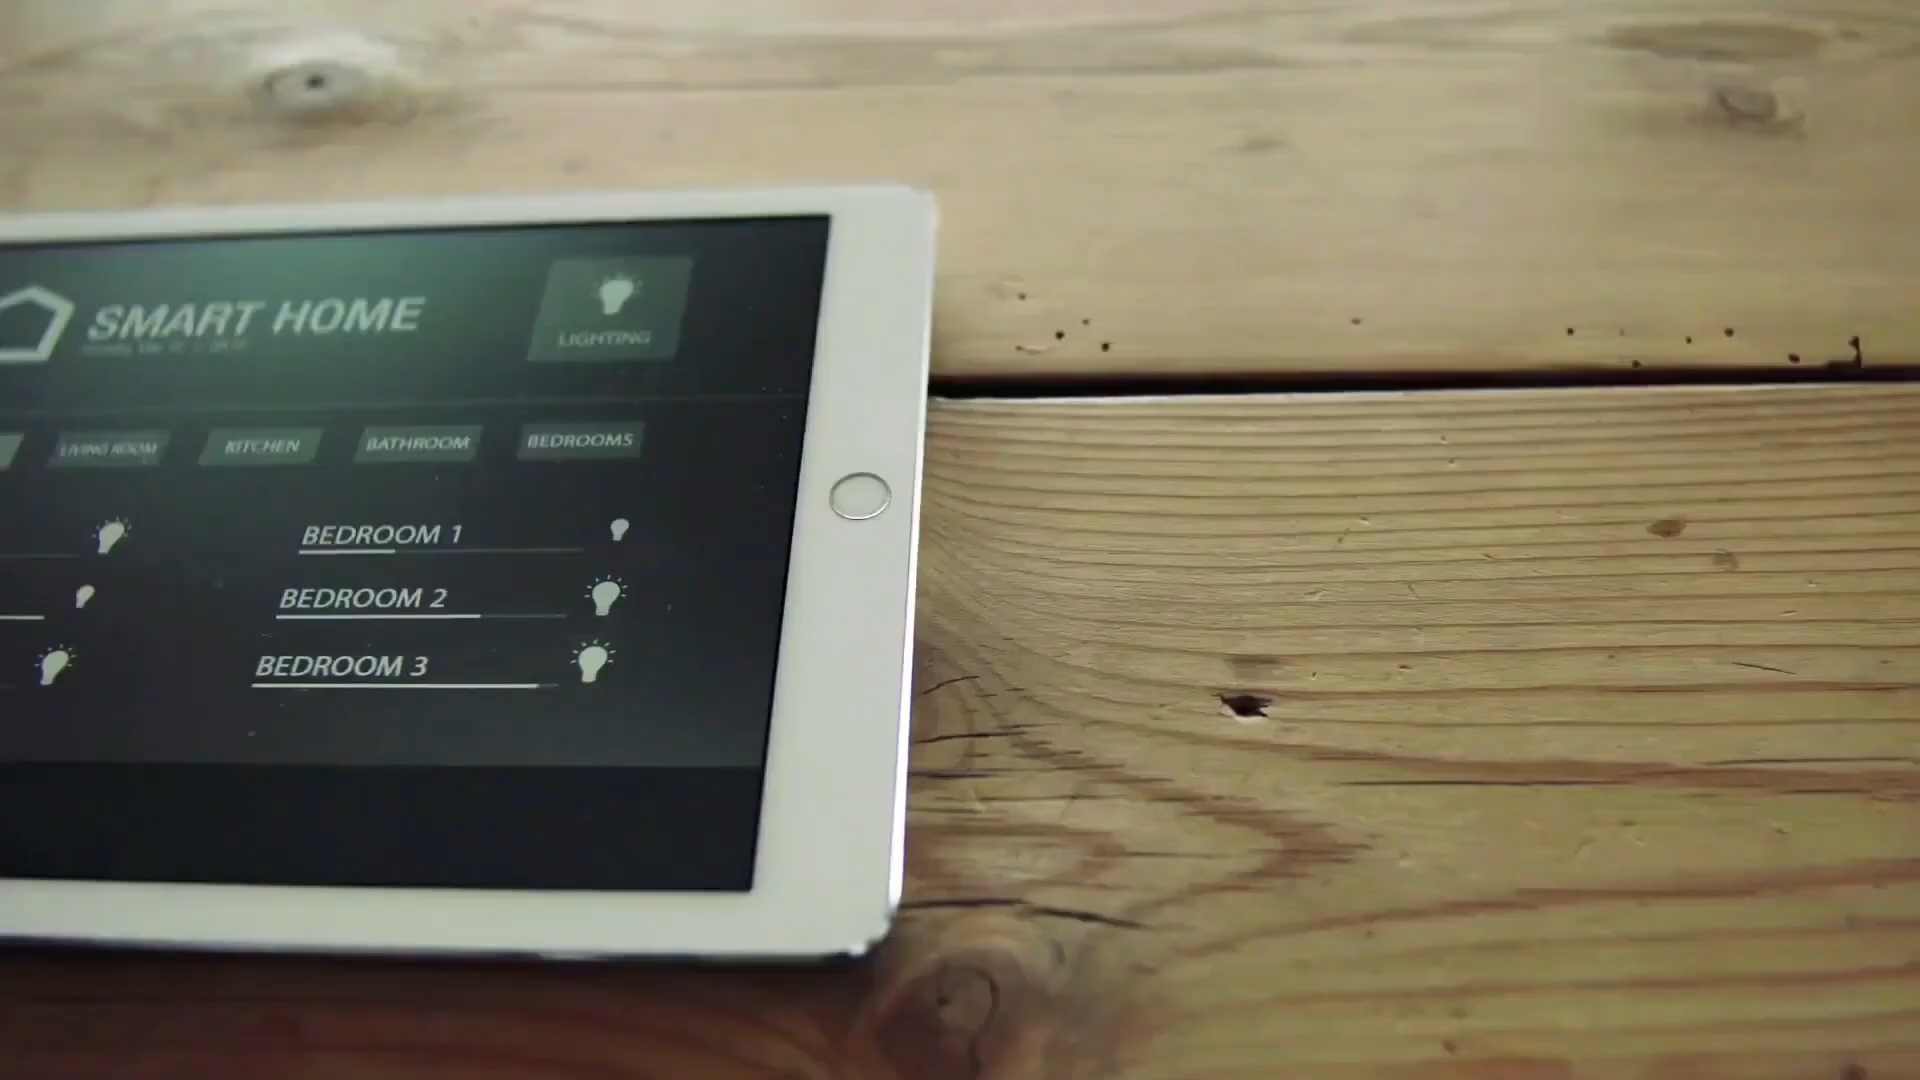 SMART HOME
LIGHTING
LIVING ROOM
KITCHEN
BATHROOM
BEDROOMS
BEDROOM 1
BEDROOM 2
BEDROOM 3